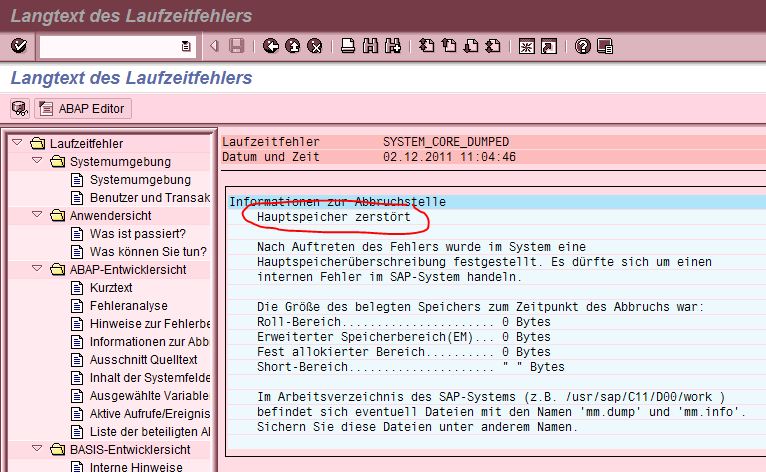 Langtext des Laufzeitfehlers
Langtext des Laufzeitfehlers
ABAP Editor
Laufzeitfehler
Systemumgebung
Systemumgebung
Benutzer und Transak
Anwendersicht
Was ist passiert?
Was können Sie tun?
ABAP-Entwicklersicht
Kurztext
Fehleranalyse
Hinweise zur Fehlerbe
Informationen zur Abb
Ausschnitt Quelltext
Inhalt der Systemfelde
Ausgewählte Variable
Aktive Aufrufe/Ereignis
Liste der beteiligten Al
BASIS-Entwicklersicht
Interne Hinweise
Laufzeitfehler SYSTEM_CORE_DUMPED
Datum und Zeit 02.12.2011 11:04:46
Informationen zur Abbruchstelle
Hauptspeicher zerstört
Nach Auftreten des Fehlers wurde im System eine
Hauptspeicherüberschreibung festgestellt. Es dürfte sich um einen
internen Fehler im SAP-System handeln.
Die Größe des belegten Speichers zum Zeitpunkt des Abbruchs war:
Roll-Bereich...................... 0 Bytes
Erweiterter Speicherbereich(EM)... 0 Bytes
Fest allokierter Bereich.......... 0 Bytes
Short-Bereich..................... " " Bytes
Im Arbeitsverzeichnis des SAP-Systems (z.B. /usr/sap/C11/D00/work )
befindet sich eventuell Dateien mit den Namen 'mm.dump' und 'mm.info'.
Sichern Sie diese Dateien unter anderem Namen.